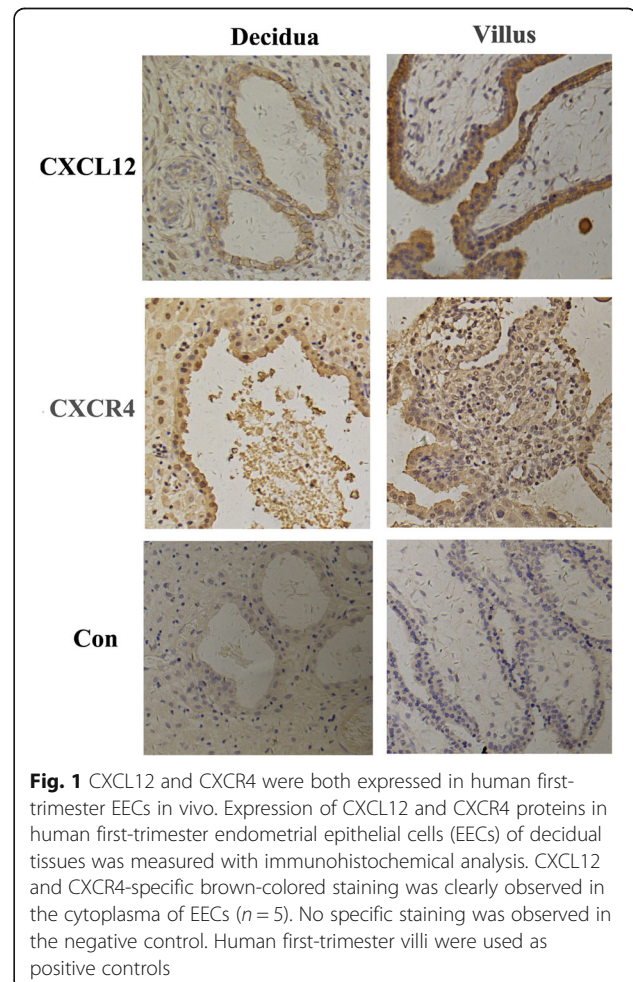 Decidua Villus
CXCL12
CXCR4
Con
Fig. 1 CXCL12 and CXCR4 were both expressed in human first-
trimester EECs in vivo. Expression of CXCL12 and CXCR4 proteins in
human first-trimester endometrial epithelial cells (EECs) of decidual
tissues was measured with immunohistochemical analysis. CXCL12
and CXCR4-specific brown-colored staining was clearly observed in
the cytoplasm of EECs (n = 5). No specific staining was observed in
the negative control. Human first-trimester villi were used as
positive controls